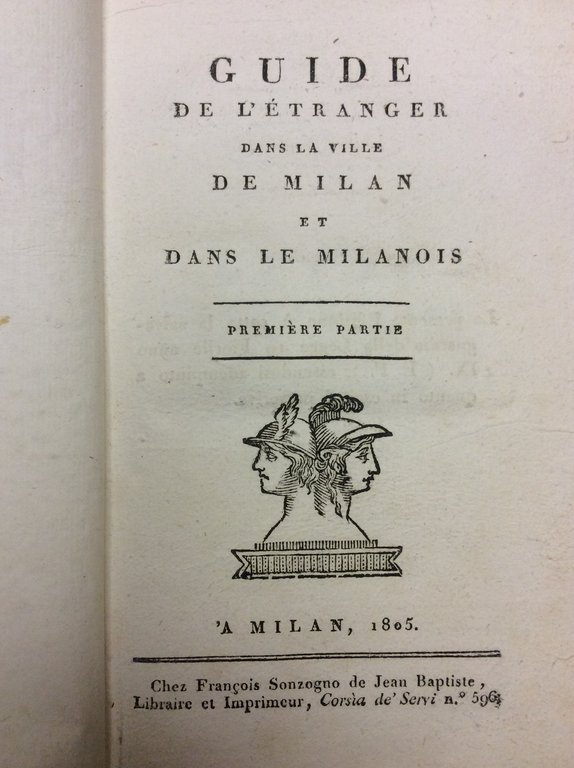 GUIDE
DE L'ÉTRANGER
DANS LA VILLE
DE MILAN
ET
DANS LE MILANOIS
PREMIÈRE PARTIE
'A MILAN, 1805.
Chez François Sonzogno de Jean Baptiste,
Libraire et Imprimeur, Corsìa de' Servi n.º 596.